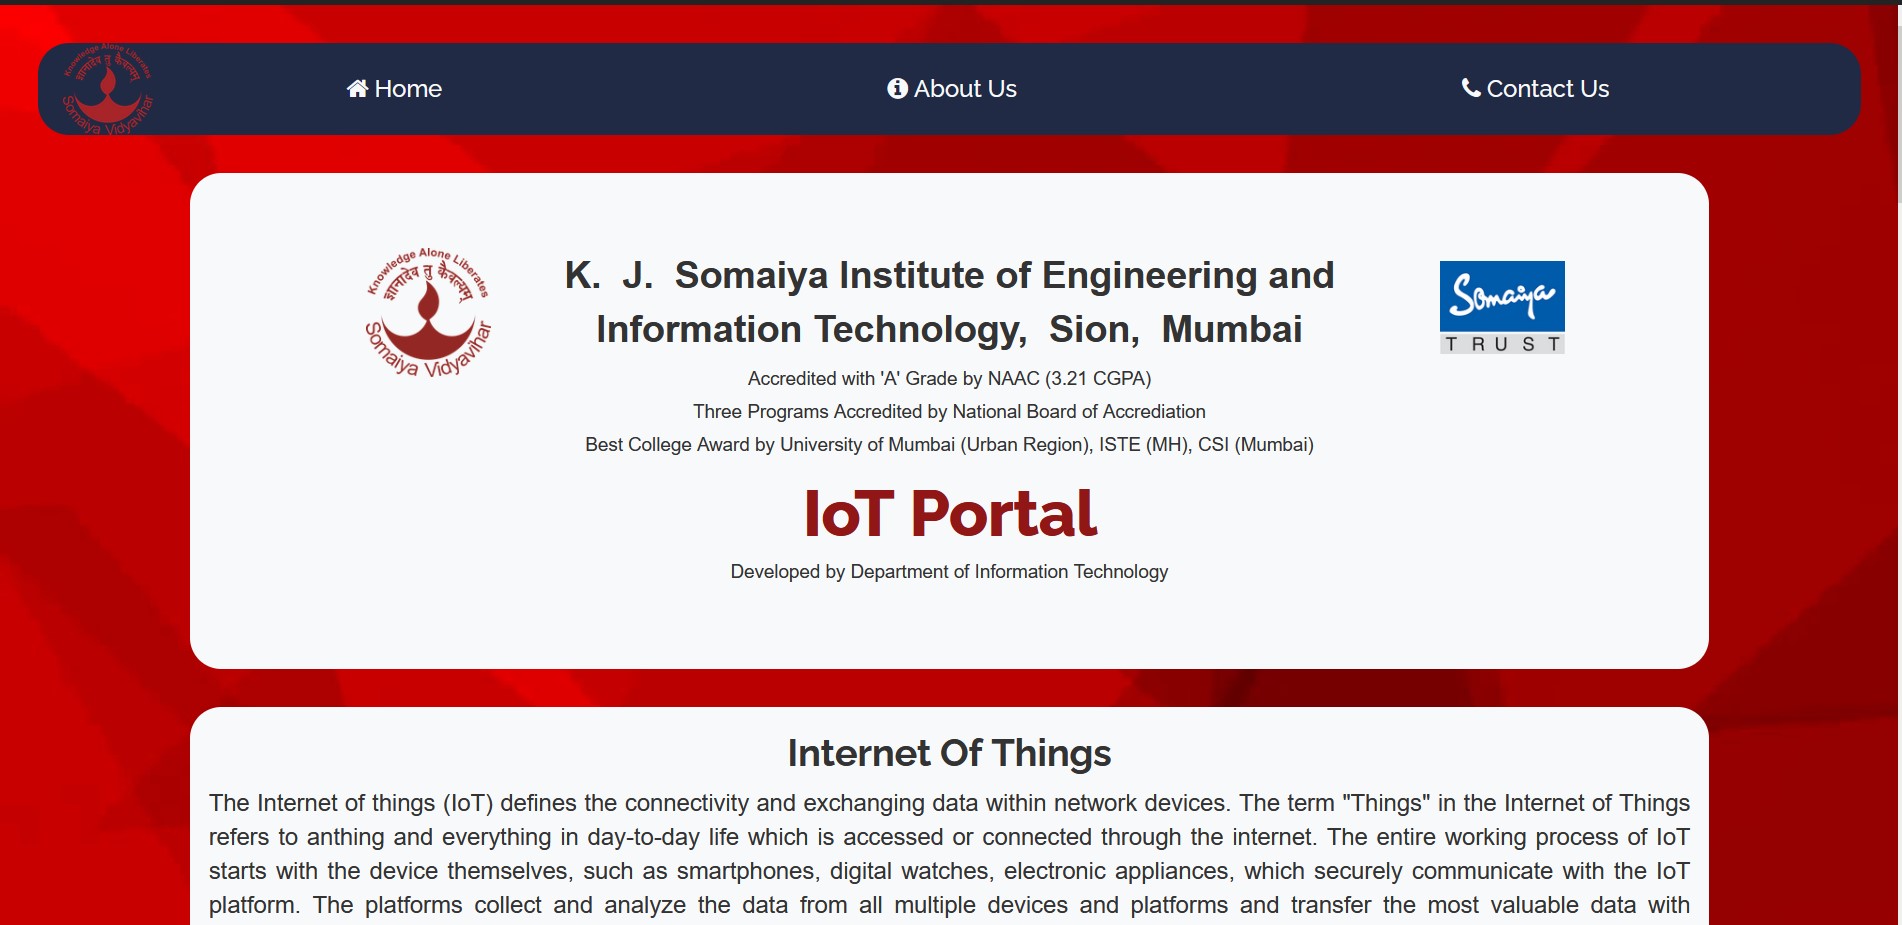 Knowledge Alone Liberates
ज्ञानादेव तु कैवल्यम्
Somaiya Vidyavihar
Home
About Us
Contact Us
Knowledge Alone Liberates
ज्ञानादेव तु कैवल्यम्
Somaiya Vidyavihar
K. J. Somaiya Institute of Engineering and
Information Technology, Sion, Mumbai
Somaiya
TRUST
Accredited with 'A' Grade by NAAC (3.21 CGPA)
Three Programs Accredited by National Board of Accrediation
Best College Award by University of Mumbai (Urban Region), ISTE (MH), CSI (Mumbai)
IoT Portal
Developed by Department of Information Technology
Internet Of Things
The Internet of things (IoT) defines the connectivity and exchanging data within network devices. The term "Things" in the Internet of Things
refers to anthing and everything in day-to-day life which is accessed or connected through the internet. The entire working process of IoT
starts with the device themselves, such as smartphones, digital watches, electronic appliances, which securely communicate with the IoT
platform. The platforms collect and analyze the data from all multiple devices and platforms and transfer the most valuable data with